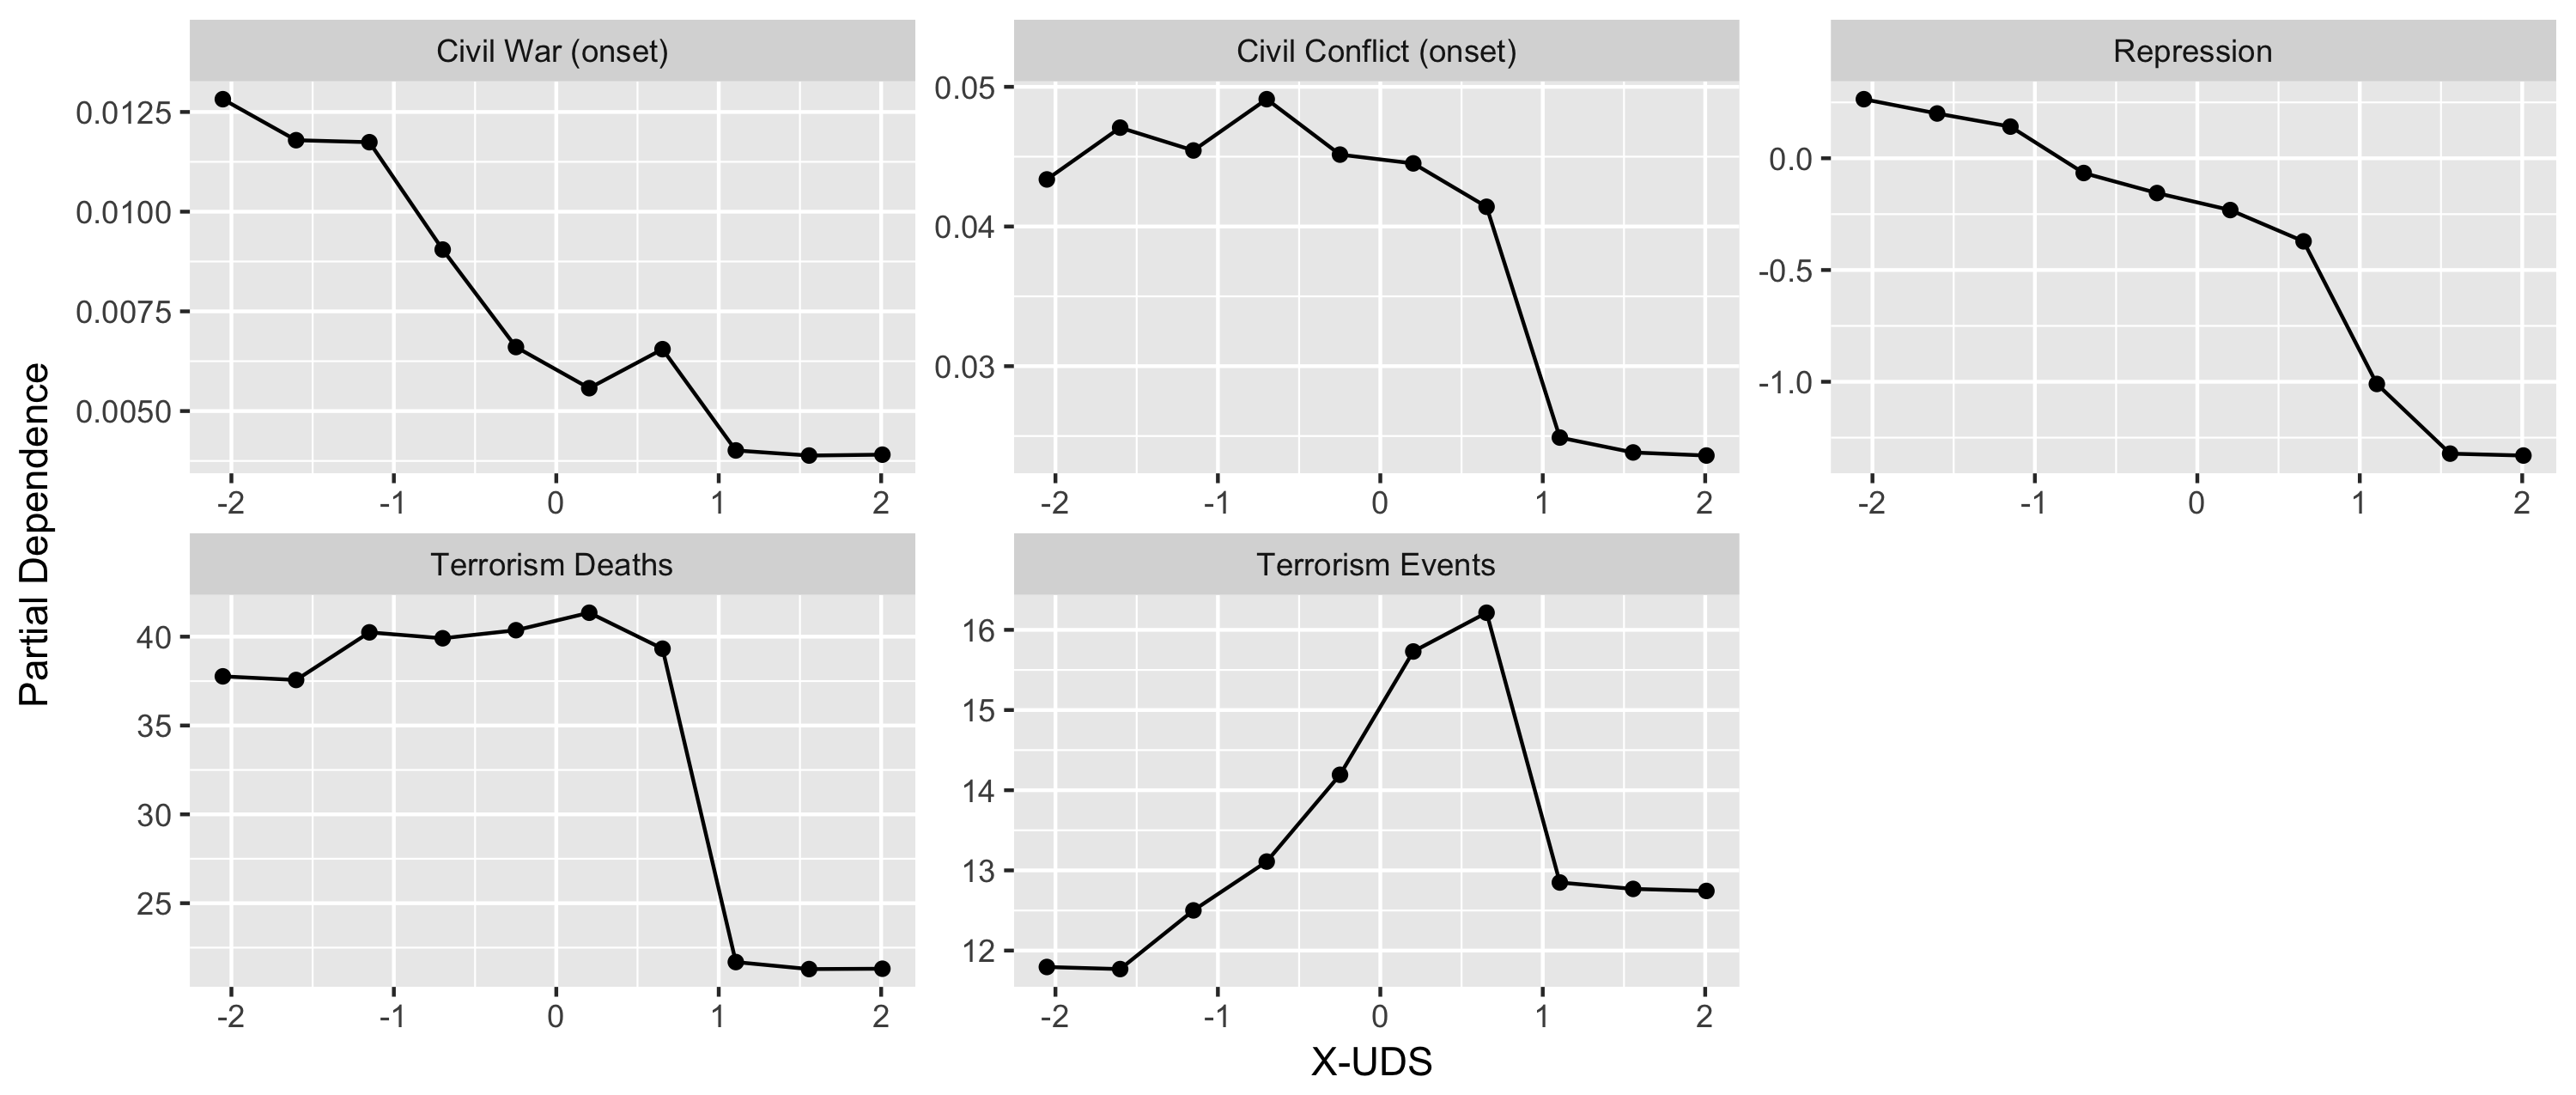 Civil War (onset)
Civil Conflict (onset)
Repression
0.0125
0.0100
0.0075
0.0050
-2 -1 0 1 2
0.05
0.04
0.03
-2 -1 0 1 2
0.0
-0.5
-1.0
-2 -1 0 1 2
Partial Dependence
Terrorism Deaths
Terrorism Events
40
35
30
25
-2 -1 0 1 2
16
15
14
13
12
-2 -1 0 1 2
X-UDS